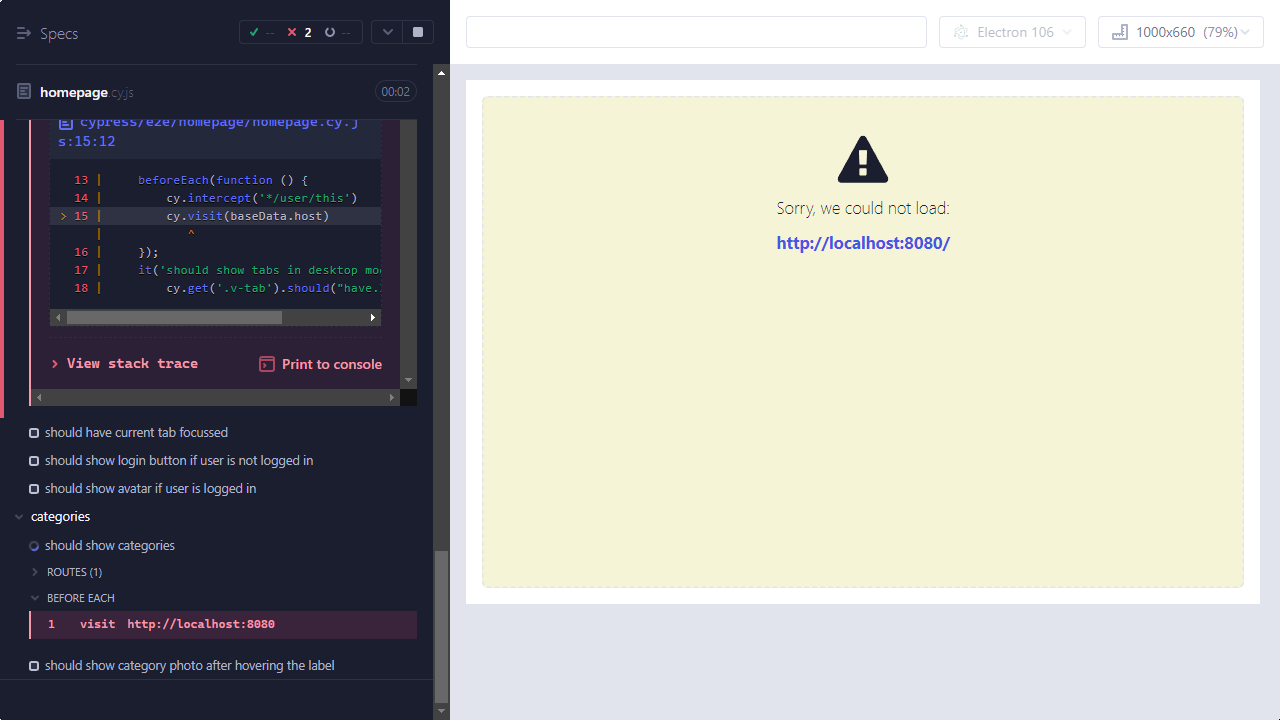 Specs
-- 2 --
Electron 106
1000x660 (79%)
homepage.cy.js
00:02
cypress/e2e/homepage/homepage.cy.j
s:15:12
13 | beforeEach(function () {
14 | cy.intercept('*/user/this')
> 15 | cy.visit(baseData.host)
| ^
16 | });
17 | it('should show tabs in desktop mo
18 | cy.get('.v-tab').should("have.
View stack trace
Print to console
should have current tab focussed
should show login button if user is not logged in
should show avatar if user is logged in
categories
should show categories
ROUTES (1)
BEFORE EACH
1 visit http://localhost:8080
should show category photo after hovering the label
Sorry, we could not load:
http://localhost:8080/